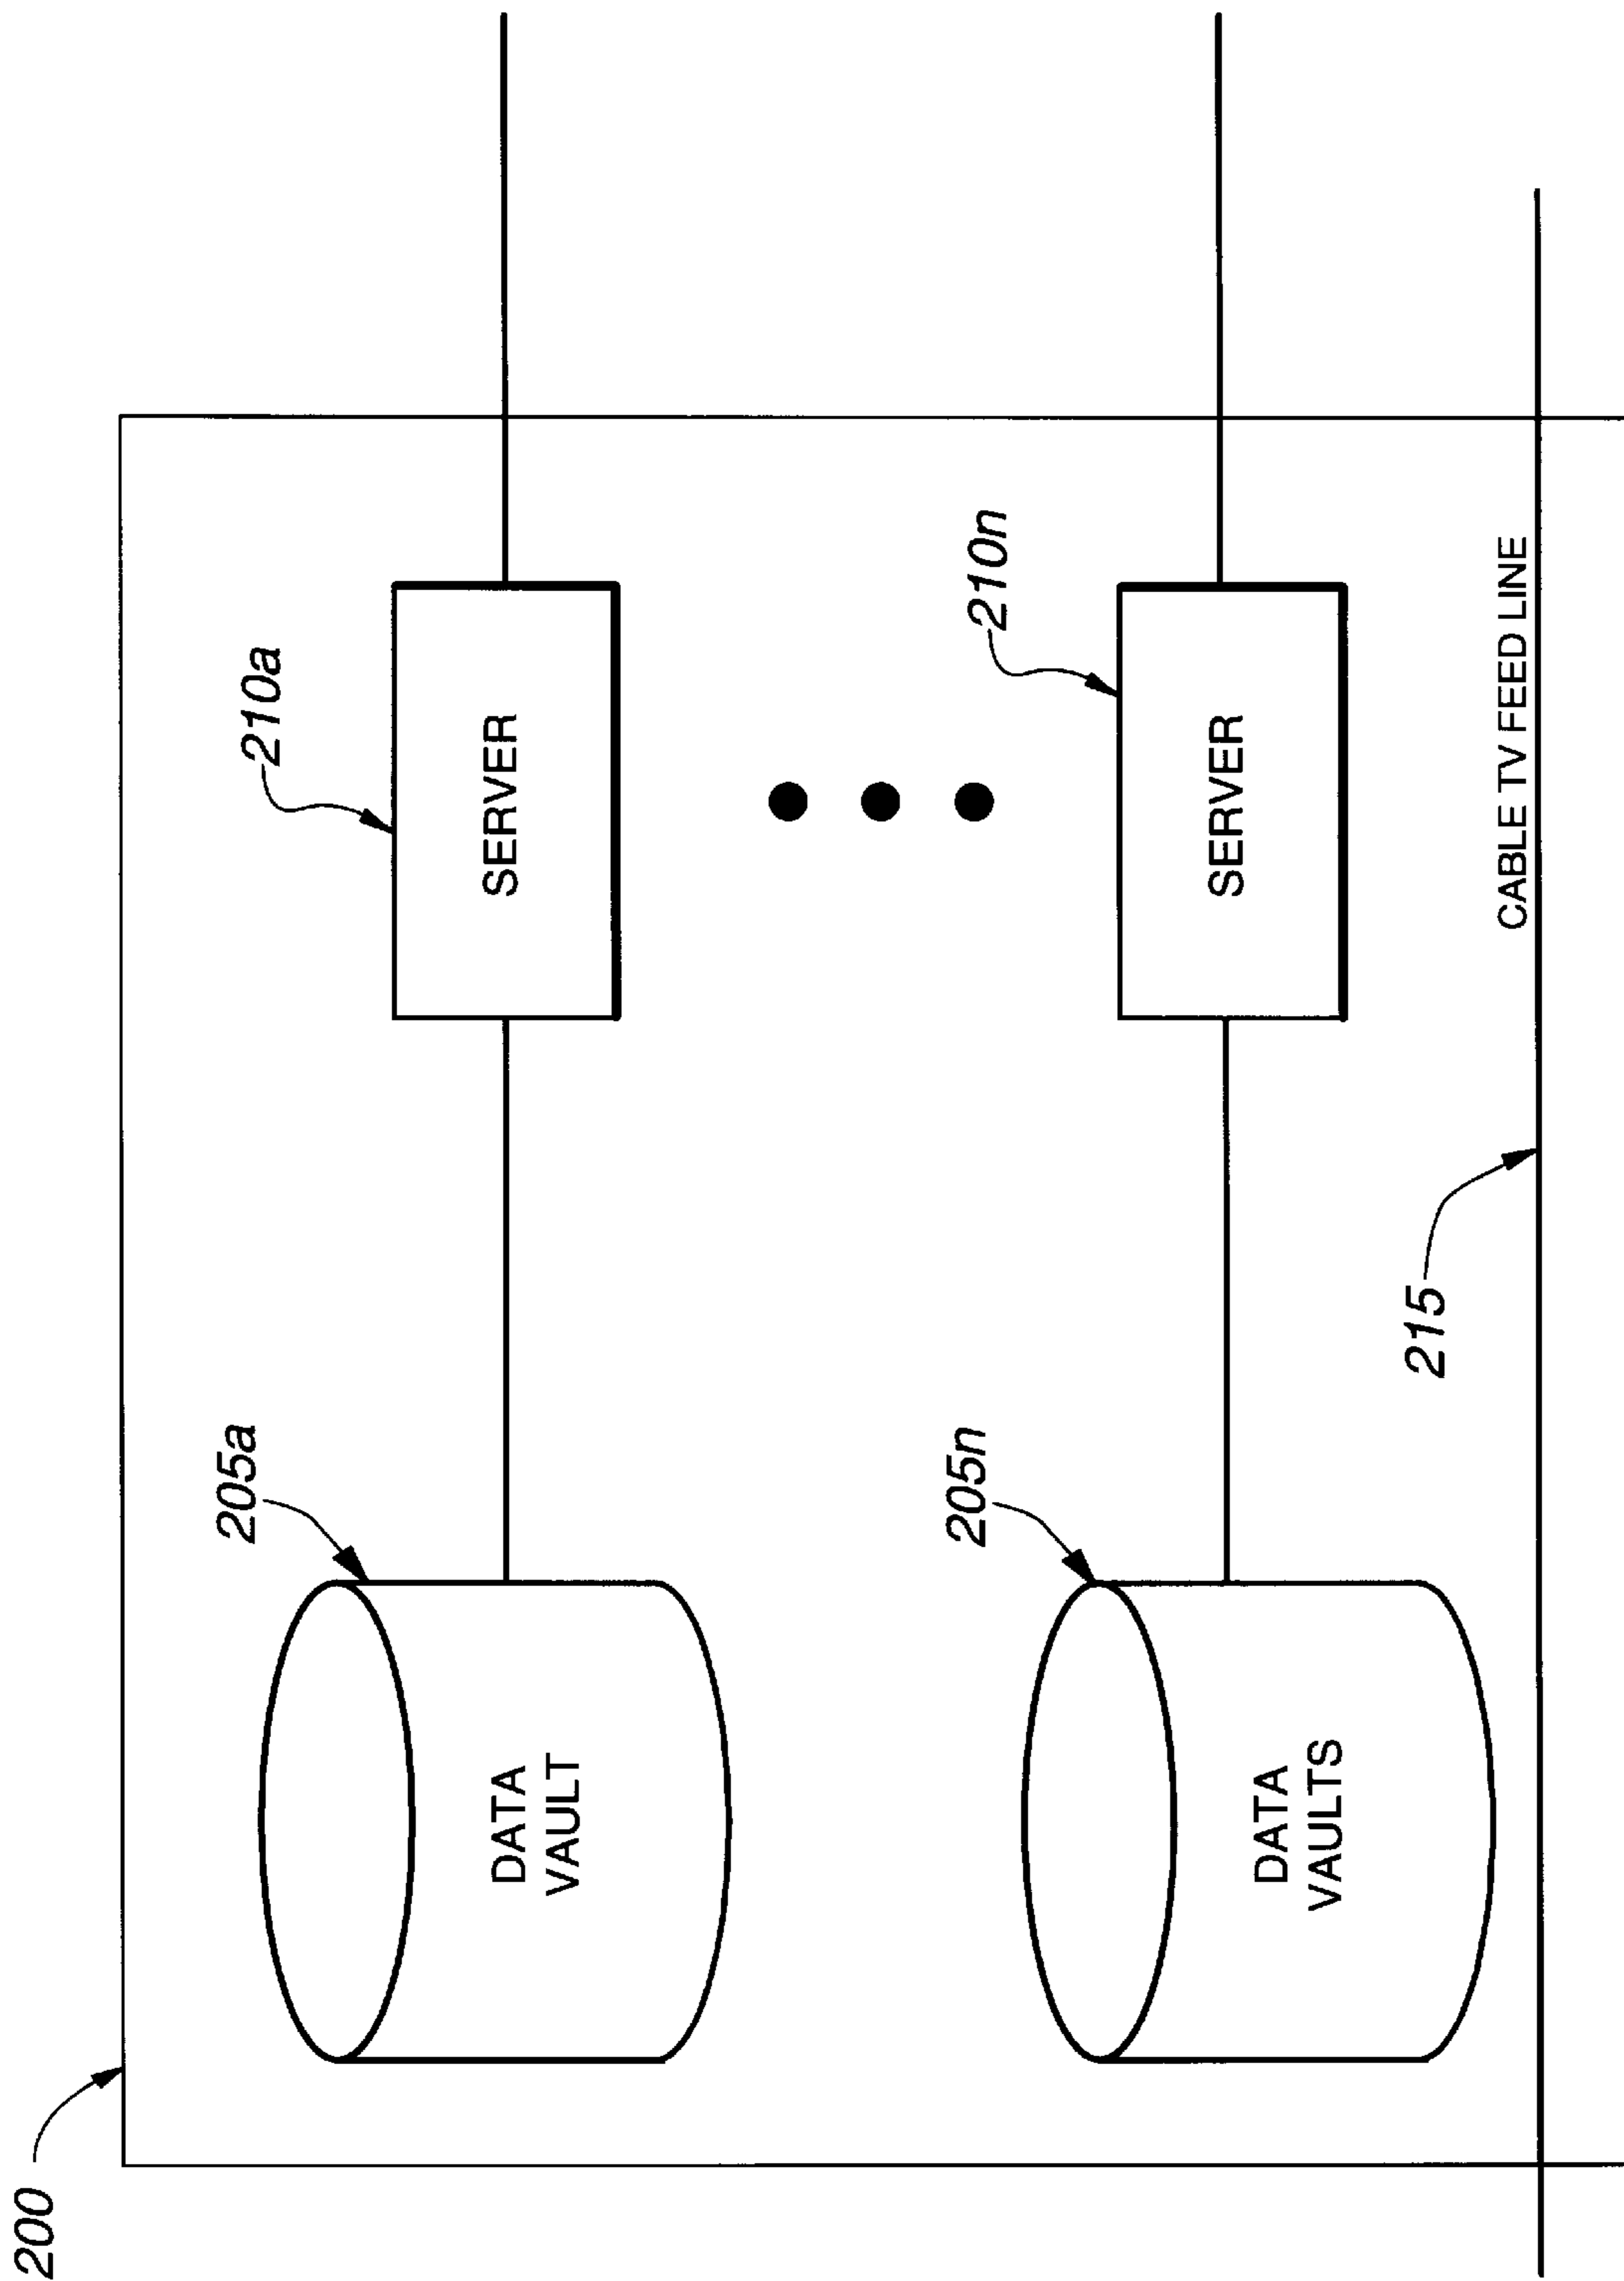 200
205a
210a
DATA
VAULT
SERVER
205n
210n
DATA
VAULTS
SERVER
215
CABLE TV FEED LINE